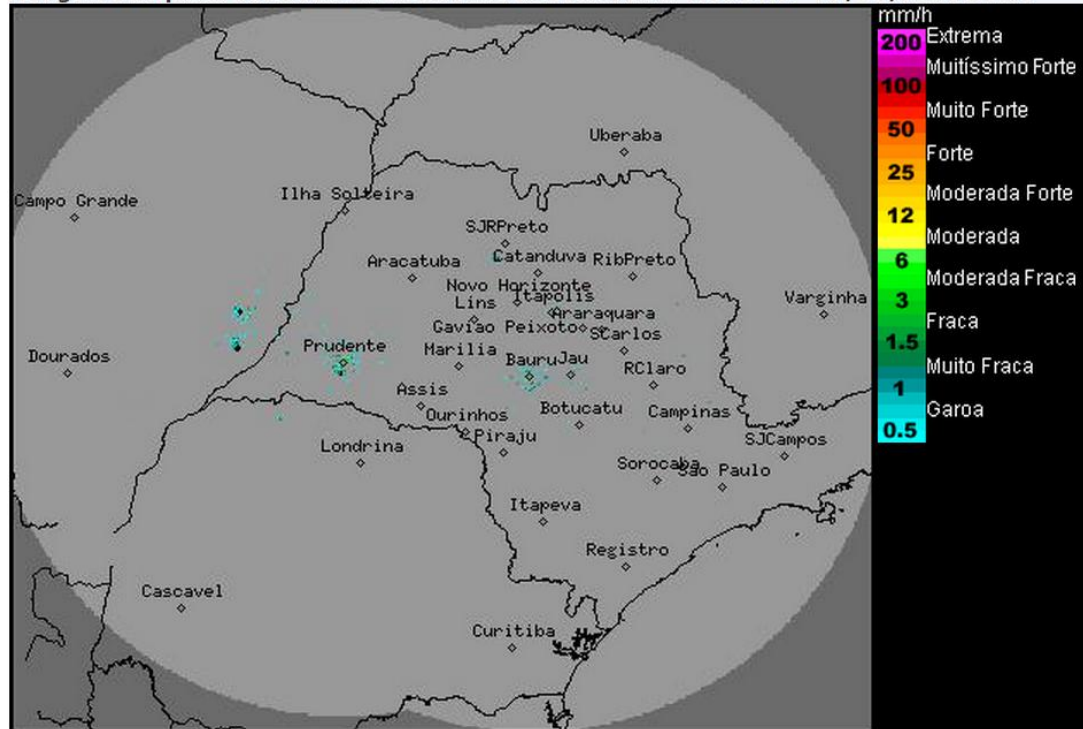 mm/h
200 Extrema
Muitíssimo Forte
100
Muito Forte
50
Forte
25
Moderada Forte
12
Moderada
6
Moderada Fraca
3
Fraca
1.5
Muito Fraca
1
Garoa
0.5
Uberaba
Campo Grande
Ilha Solteira
SJRPreto
Aracatuba
Catanduva
RibPreto
Novo Horizonte
Lins
Itapolis
Araraquara
Varginha
Gaviao Peixoto
SCarlos
Dourados
Prudente
Marilia
Bauru
Jau
RClaro
Assis
Ourinhos
Botucatu
Campinas
Piraju
SJCampos
Londrina
Sorocaba
Sao Paulo
Itapeva
Registro
Cascavel
Curitiba